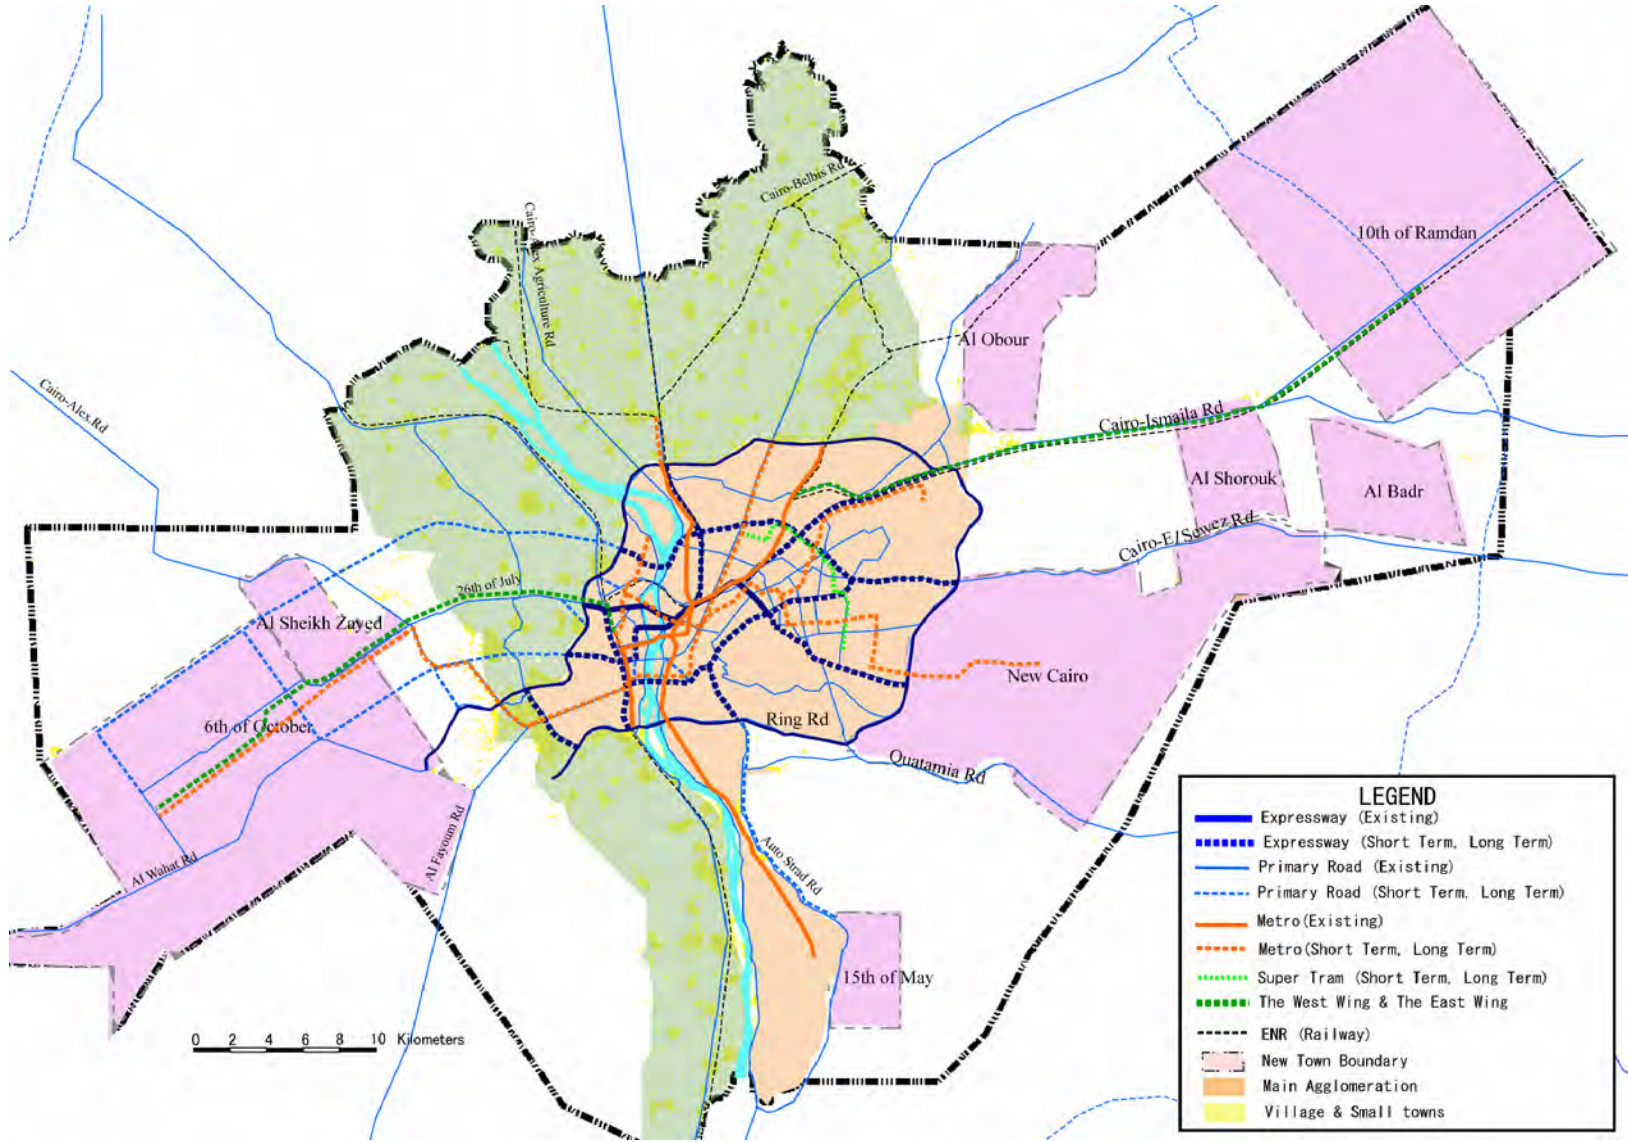 Cairo-Belbis Rd
Cairo-Alex Agriculture Rd
10th of Ramdan
Al Obour
Cairo-Alex.Rd
Cairo-Ismaila Rd
Al Shorouk
Al Badr
Cairo-El Sewez Rd
26th of July
Al Sheikh Zayed
New Cairo
6th of October
Ring Rd
Quatamia Rd
Al Wahat Rd
Al Fayoum Rd
Auto Strad Rd
15th of May
0 2 4 6 8 10 Kilometers
LEGEND
Expressway (Existing)
Expressway (Short Term, Long Term)
Primary Road (Existing)
Primary Road (Short Term, Long Term)
Metro(Existing)
Metro(Short Term, Long Term)
Super Tram (Short Term, Long Term)
The West Wing & The East Wing
ENR (Railway)
New Town Boundary
Main Agglomeration
Village & Small towns